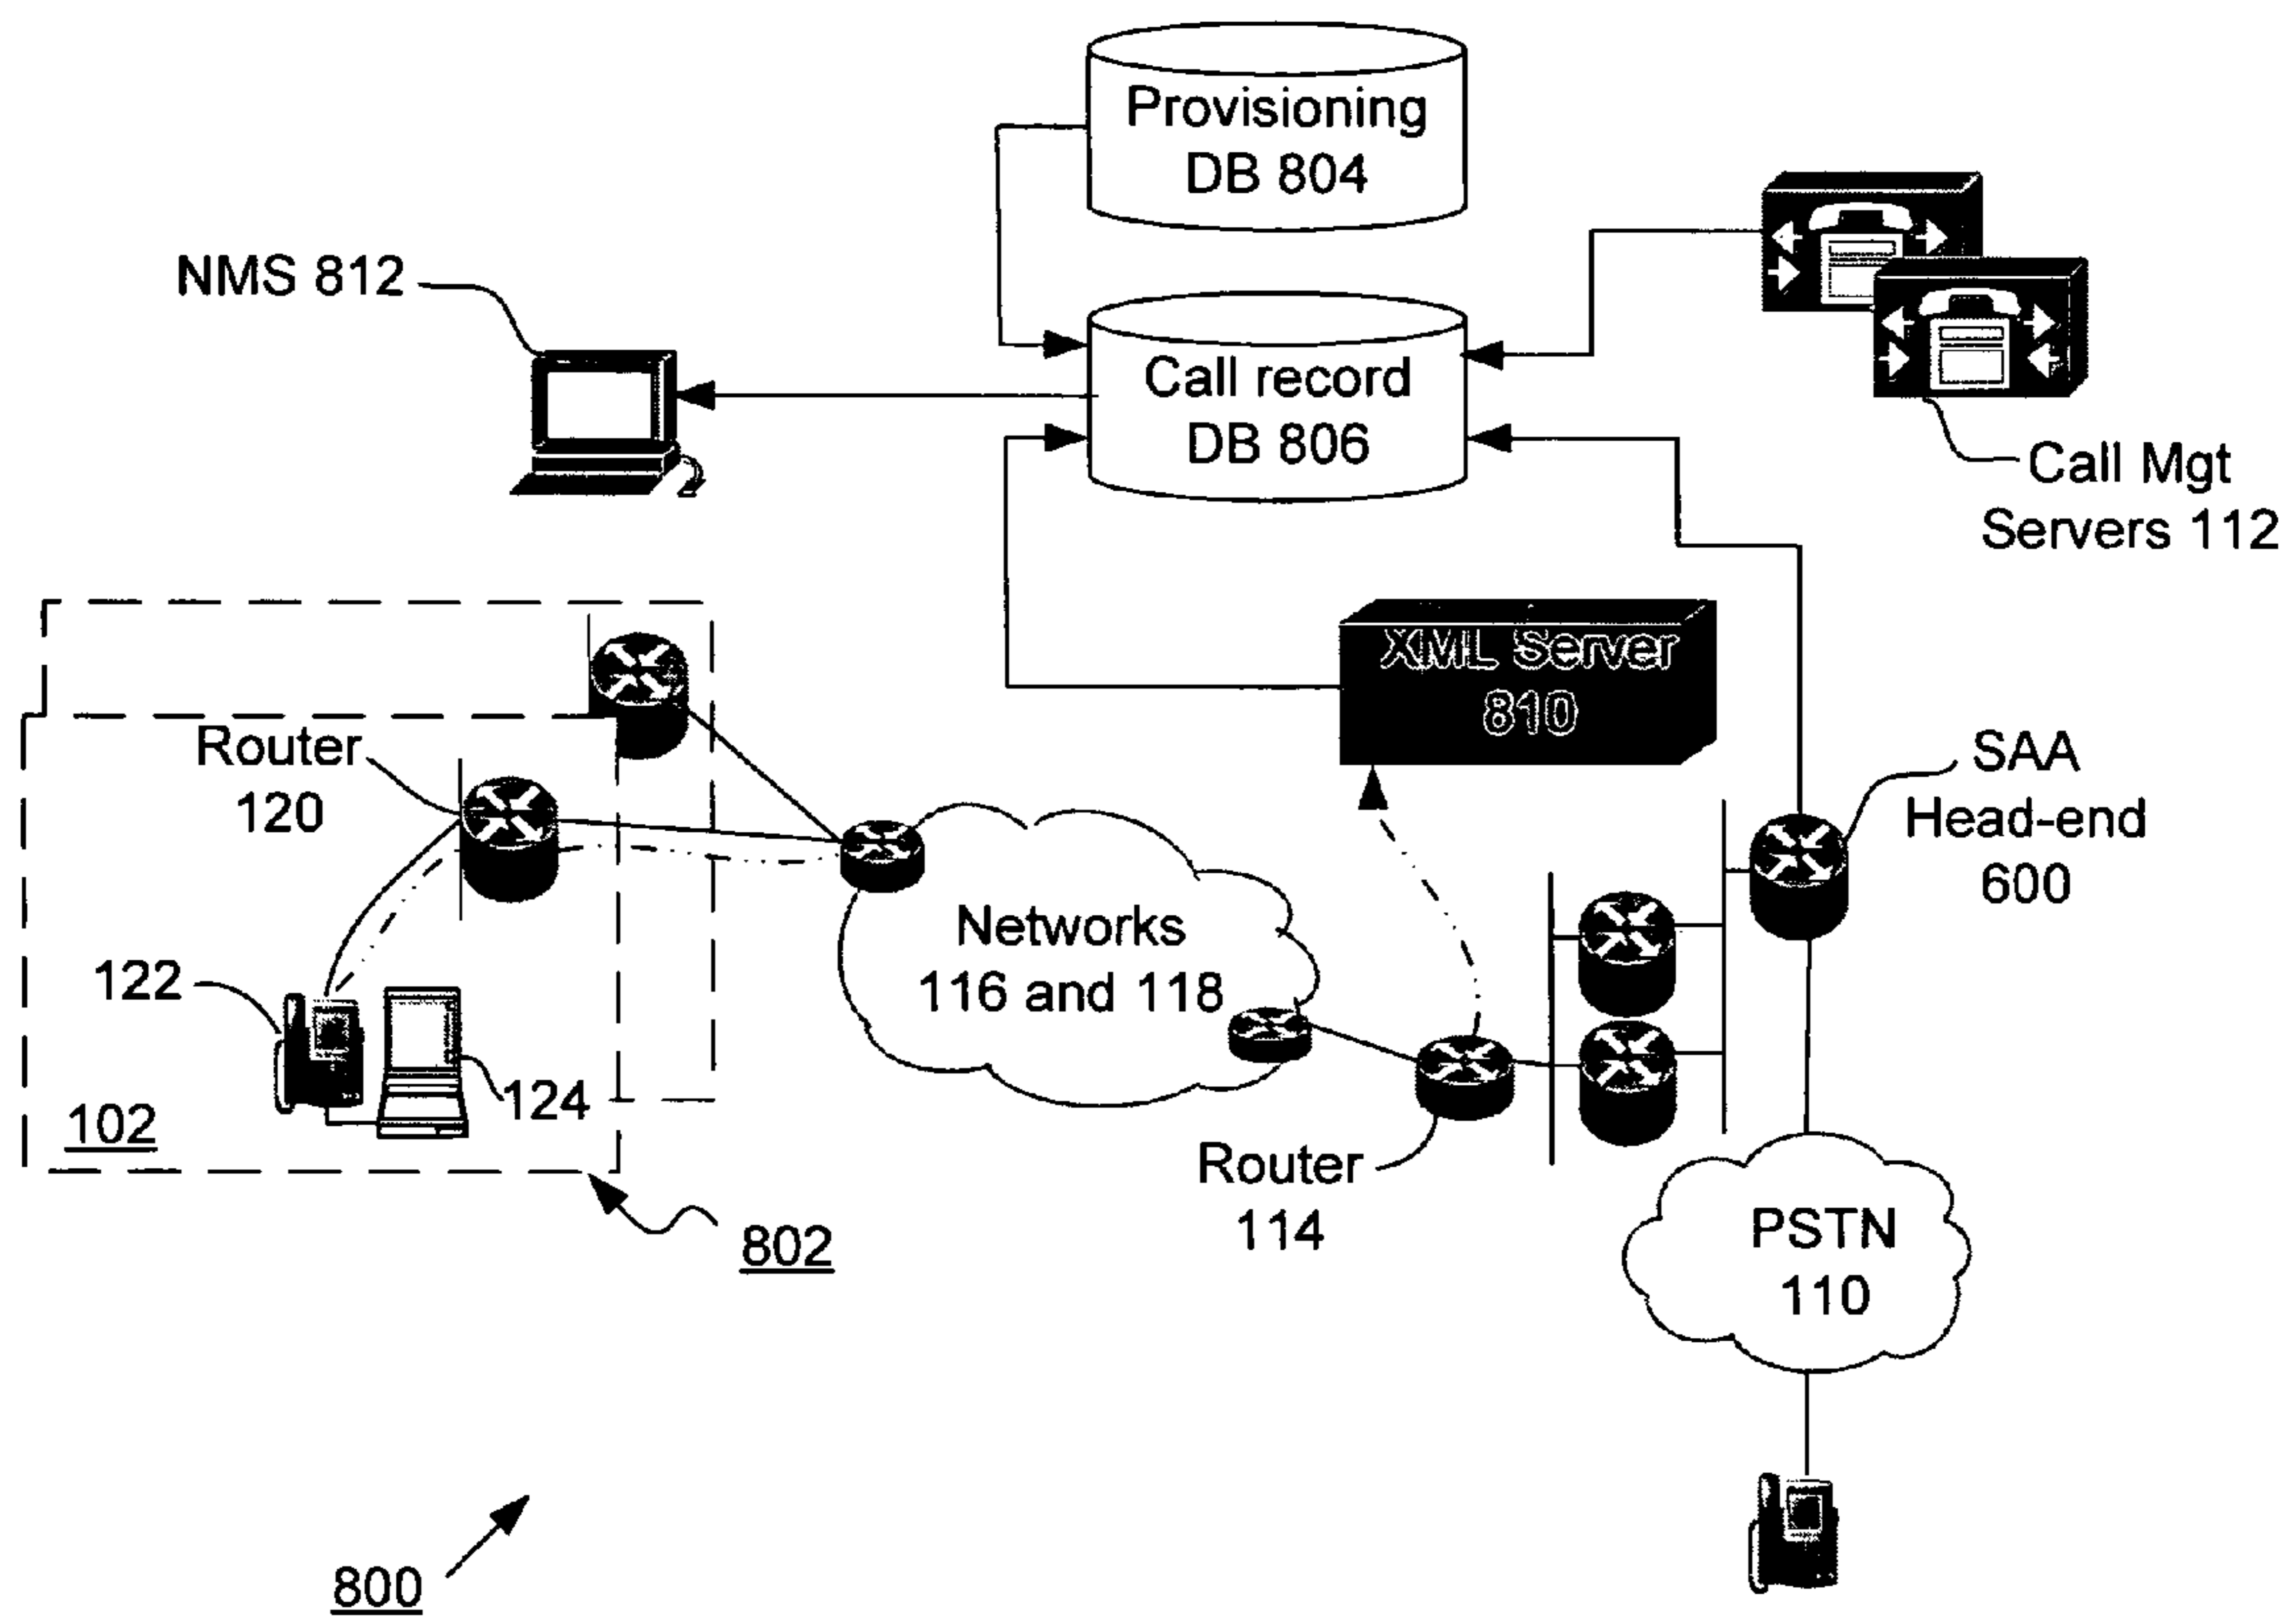 Provisioning
DB 804
NMS 812
Call record
DB 806
Call Mgt
Servers 112
XML Server
810
Router
120
SAA
Head-end
600
Networks
116 and 118
122
124
102
Router
114
802
PSTN
110
800